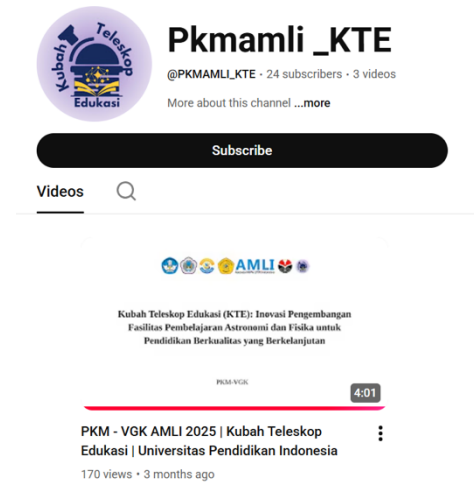 Kubah Teleskop
Edukasi
Pkmamli _KTE
@PKMAMLI_KTE • 24 subscribers • 3 videos
More about this channel ...more
Subscribe
Videos
AMLI
Kubah Teleskop Edukasi (KTE): Inovasi Pengembangan
Fasilitas Pembelajaran Astronomi dan Fisika untuk
Pendidikan Berkualitas yang Berkelanjutan
PKM-VGK
4:01
PKM - VGK AMLI 2025 | Kubah Teleskop
Edukasi | Universitas Pendidikan Indonesia
170 views • 3 months ago